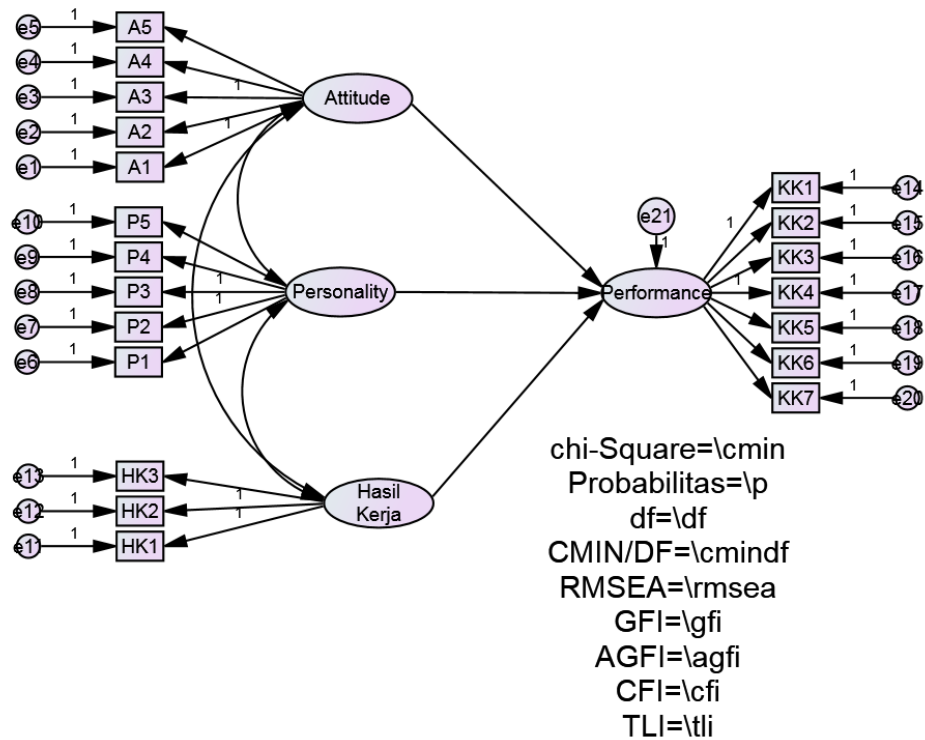 e5
1
A5
e4
1
A4
e3
1
A3
1
e2
1
A2
1
e1
1
A1
Attitude
e10
1
P5
e9
1
P4
e8
1
P3
1
e7
1
P2
1
e6
1
P1
Personality
e13
1
HK3
e12
1
HK2
1
e11
1
HK1
1
Hasil
Kerja
e21
1
Performance
1
1
KK1
1
e14
KK2
1
e15
KK3
1
e16
KK4
1
e17
KK5
1
e18
KK6
1
e19
KK7
1
e20
chi-Square=\cmin
Probabilitas=\p
df=\df
CMIN/DF=\cmindf
RMSEA=\rmsea
GFI=\gfi
AGFI=\agfi
CFI=\cfi
TLI=\tli